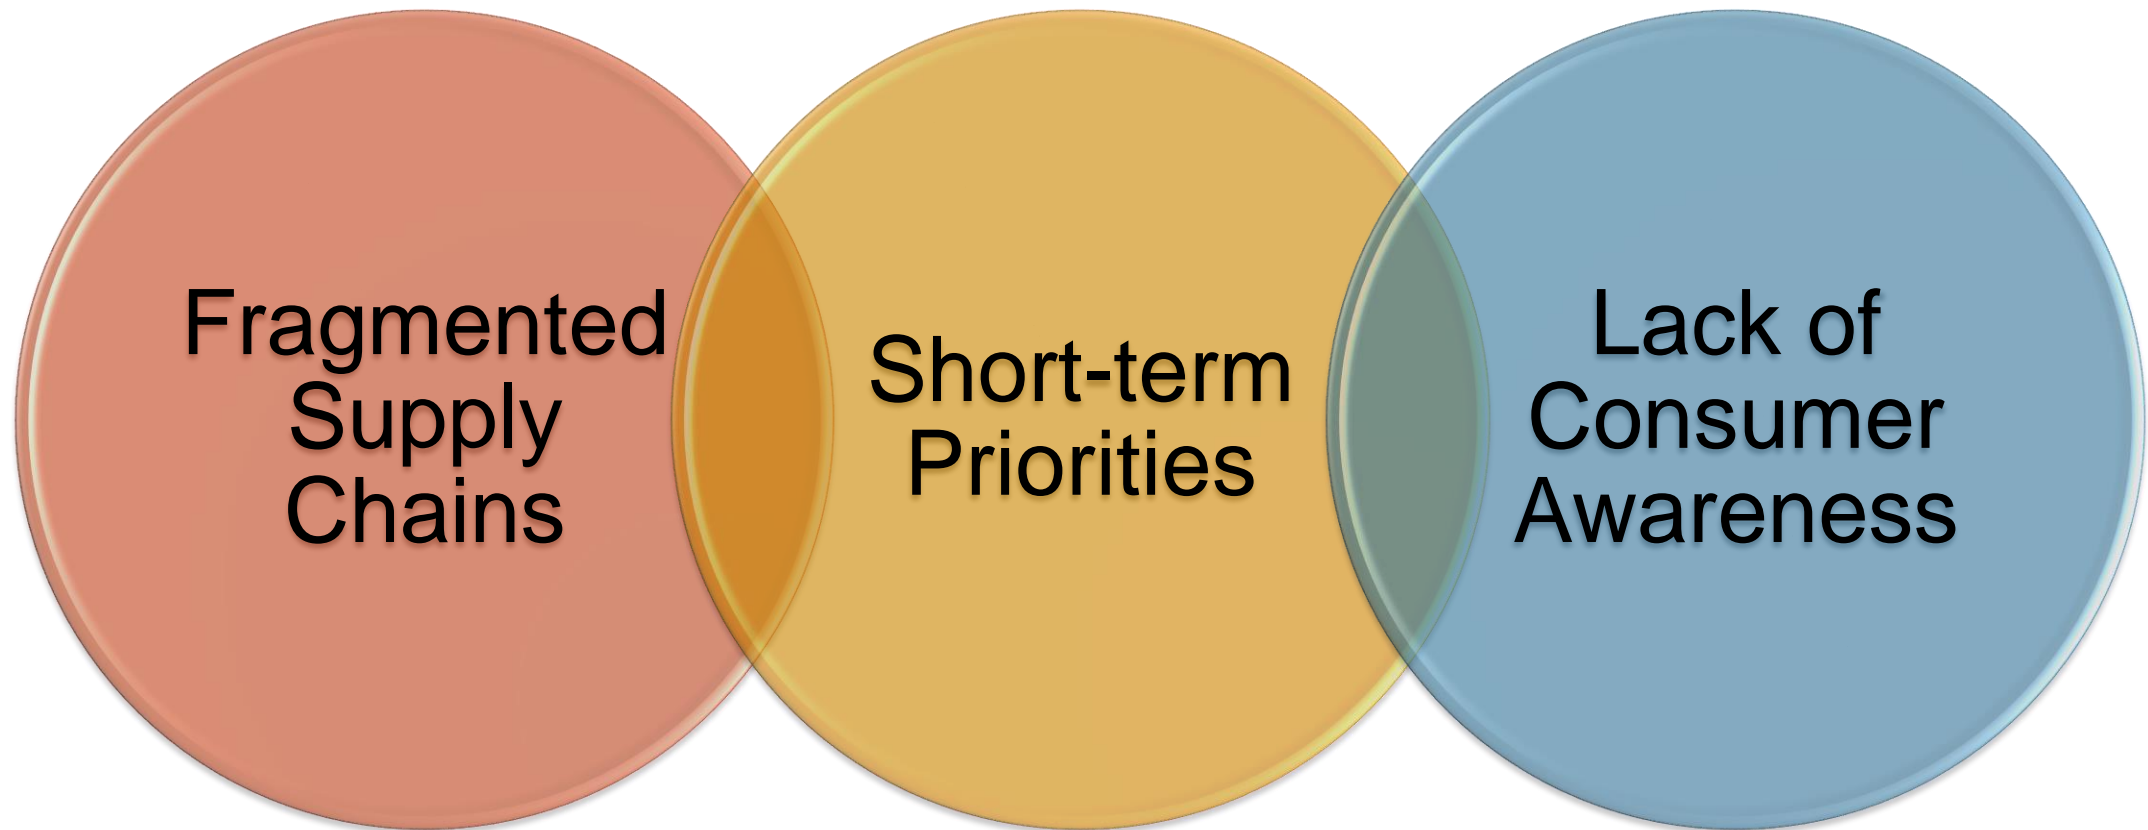 Fragmented
Supply
Chains
Short-term
Priorities
Lack of
Consumer
Awareness